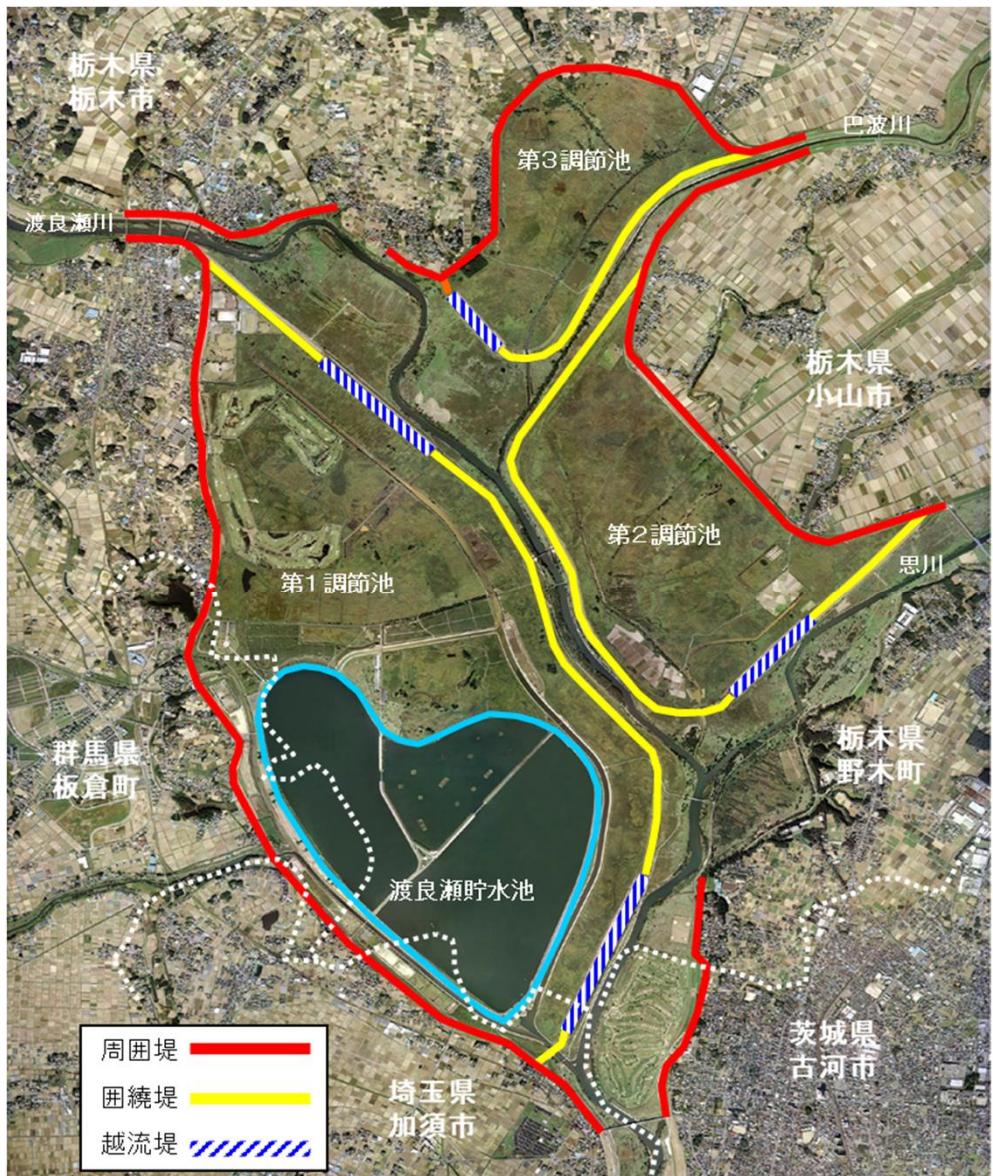 栃木県
栃木市
巴波川
第3調節池
渡良瀬川
栃木県
小山市
第2調節池
思川
第1調節池
群馬県
板倉町
栃木県
野木町
渡良瀬貯水池
茨城県
古河市
埼玉県
加須市
周囲堤
囲繞堤
越流堤